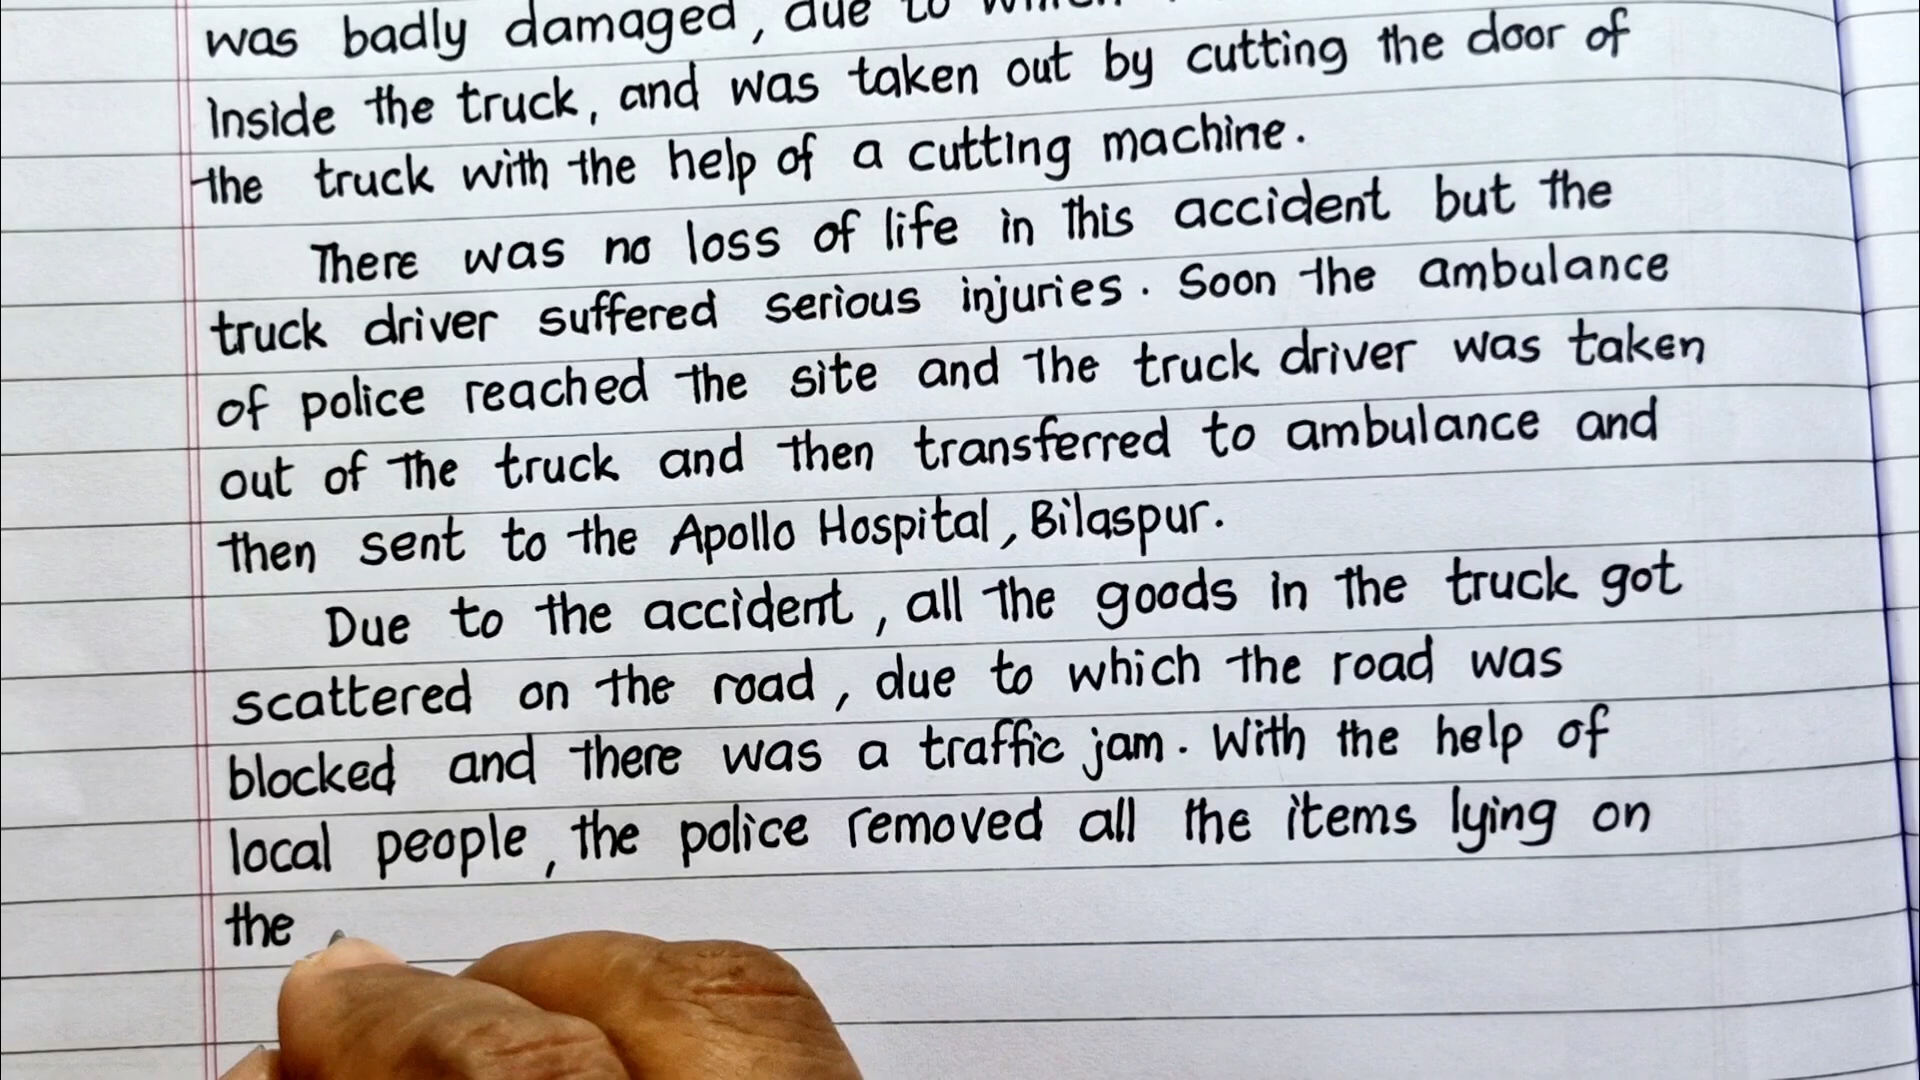 was badly damaged, due to which
Inside the truck, and was taken out by cutting the door of
the truck with the help of a cutting machine.
There was no loss of life in this accident but the
truck driver suffered serious injuries. Soon the ambulance
of police reached the site and the truck driver was taken
out of the truck and then transferred to ambulance and
then sent to the Apollo Hospital, Bilaspur.
Due to the accident, all the goods in the truck got
scattered on the road, due to which the road was
blocked and there was a traffic jam. With the help of
local people, the police removed all the items lying on
the